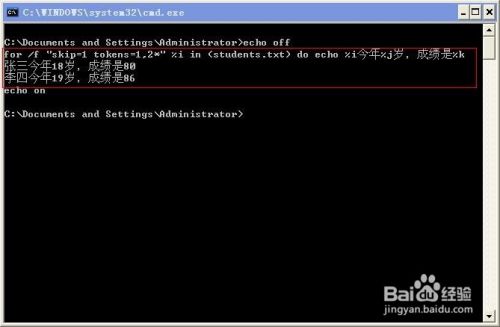 C:\WINDOWS\system32\cmd.exe
C:\Documents and Settings\Administrator>echo off
for /f "skip=1 tokens=1,2*" %i in (students.txt) do echo %i今年%j岁，成绩是%k
张三今年18岁，成绩是80
李四今年19岁，成绩是86
echo on
C:\Documents and Settings\Administrator>
Baidu经验
jingyan.baidu.com